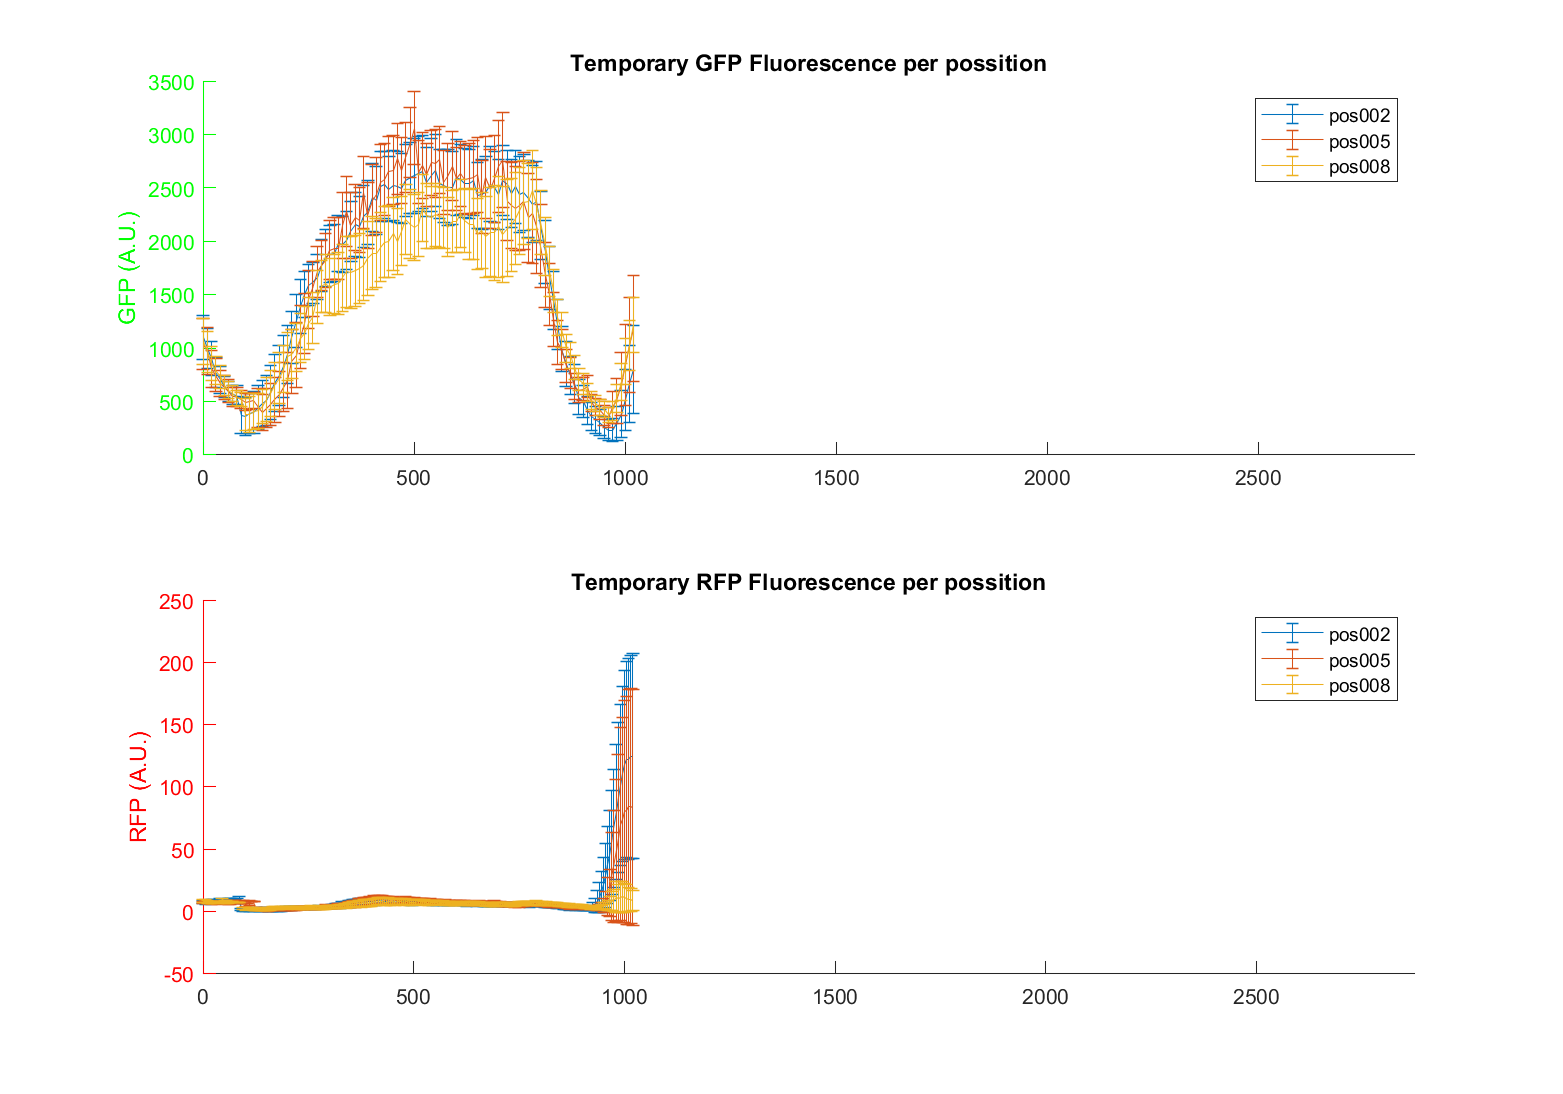 Temporary GFP Fluorescence per possition
GFP (A.U.)
3500
3000
2500
2000
1500
1000
500
0
0 500 1000 1500 2000 2500
pos002
pos005
pos008
Temporary RFP Fluorescence per possition
RFP (A.U.)
250
200
150
100
50
0
-50
0 500 1000 1500 2000 2500
pos002
pos005
pos008